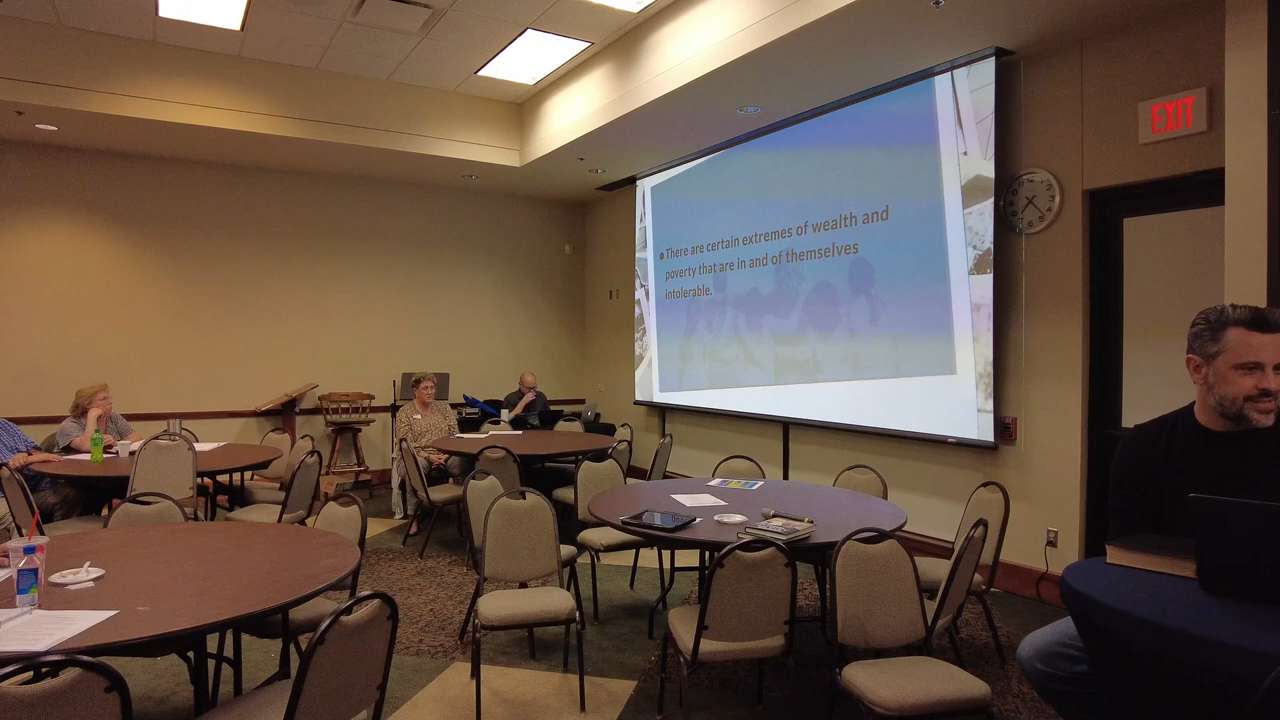 EXIT
•There are certain extremes of wealth and
poverty that are in and of themselves
intolerable.